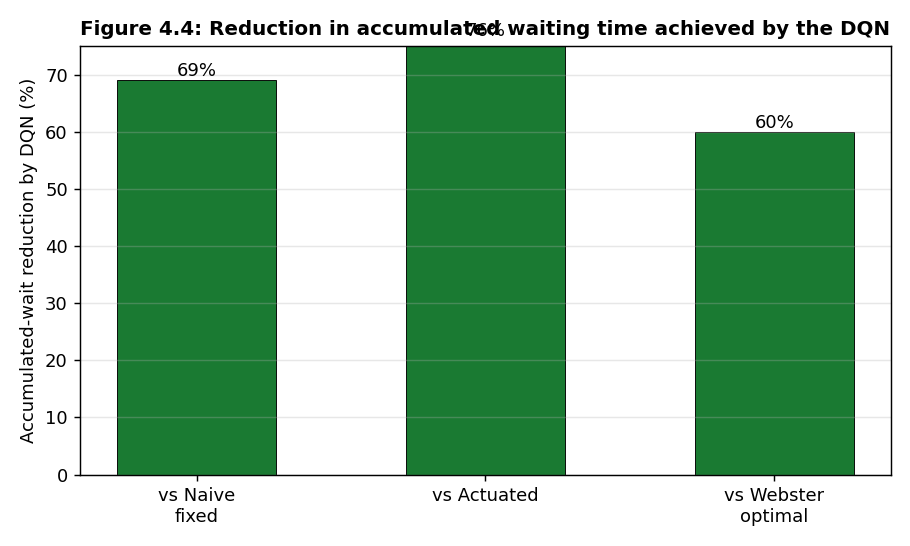 Figure 4.4: Reduction in accumulated waiting time achieved by the DQN
76%
69%
60%
Accumulated-wait reduction by DQN (%)
70
60
50
40
30
20
10
0
vs Naive
fixed
vs Actuated
vs Webster
optimal